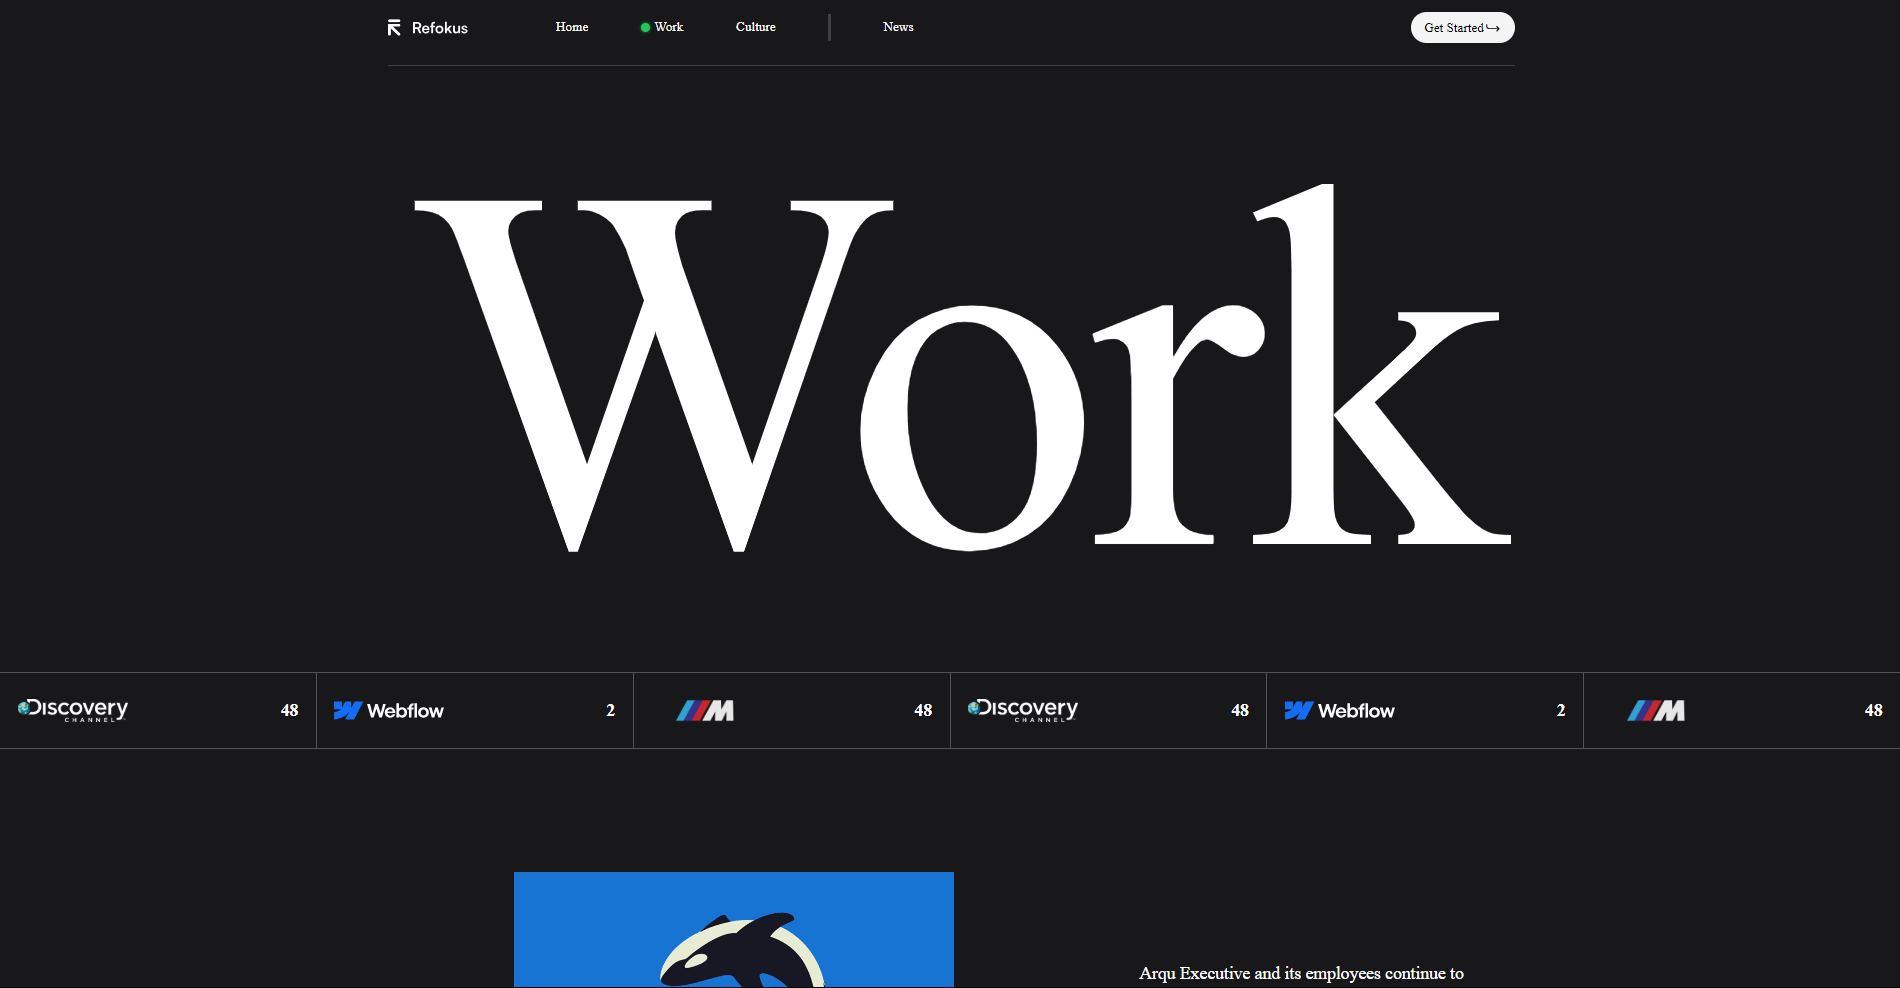 Refokus
Home
Work
Culture
News
Get Started
Work
Discovery
CHANNEL
48
Webflow
2
M
48
Discovery
CHANNEL
48
Webflow
2
M
48
Arqu Executive and its employees continue to